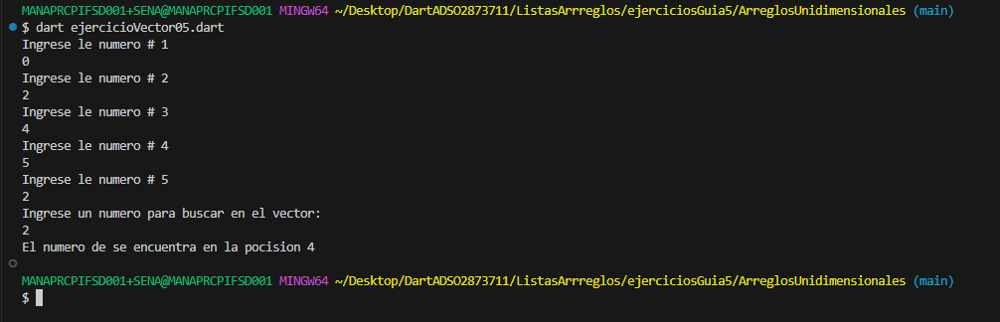 MANAPRCPIFSD001+SENA@MANAPRCPIFSD001 MINGW64 ~/Desktop/DartADSO2873711/ListasArrreglos/ejerciciosGuia5/ArreglosUnidimensionales (main)
$ dart ejercicioVector05.dart
Ingrese le numero # 1
0
Ingrese le numero # 2
2
Ingrese le numero # 3
4
Ingrese le numero # 4
5
Ingrese le numero # 5
2
Ingrese un numero para buscar en el vector:
2
El numero de se encuentra en la pocision 4
MANAPRCPIFSD001+SENA@MANAPRCPIFSD001 MINGW64 ~/Desktop/DartADSO2873711/ListasArrreglos/ejerciciosGuia5/ArreglosUnidimensionales (main)
$